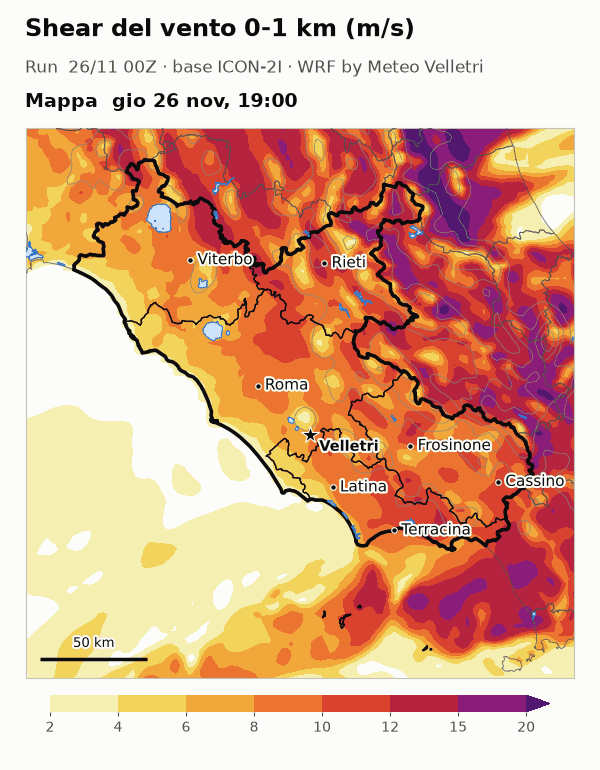 Shear del vento 0-1 km (m/s)
Run  26/11 00Z · base ICON-2I · WRF by Meteo Velletri
Mappa  gio 26 nov, 19:00
Viterbo
Rieti
Roma
Velletri
Frosinone
Latina
Cassino
Terracina
50 km
2 4 6 8 10 12 15 20